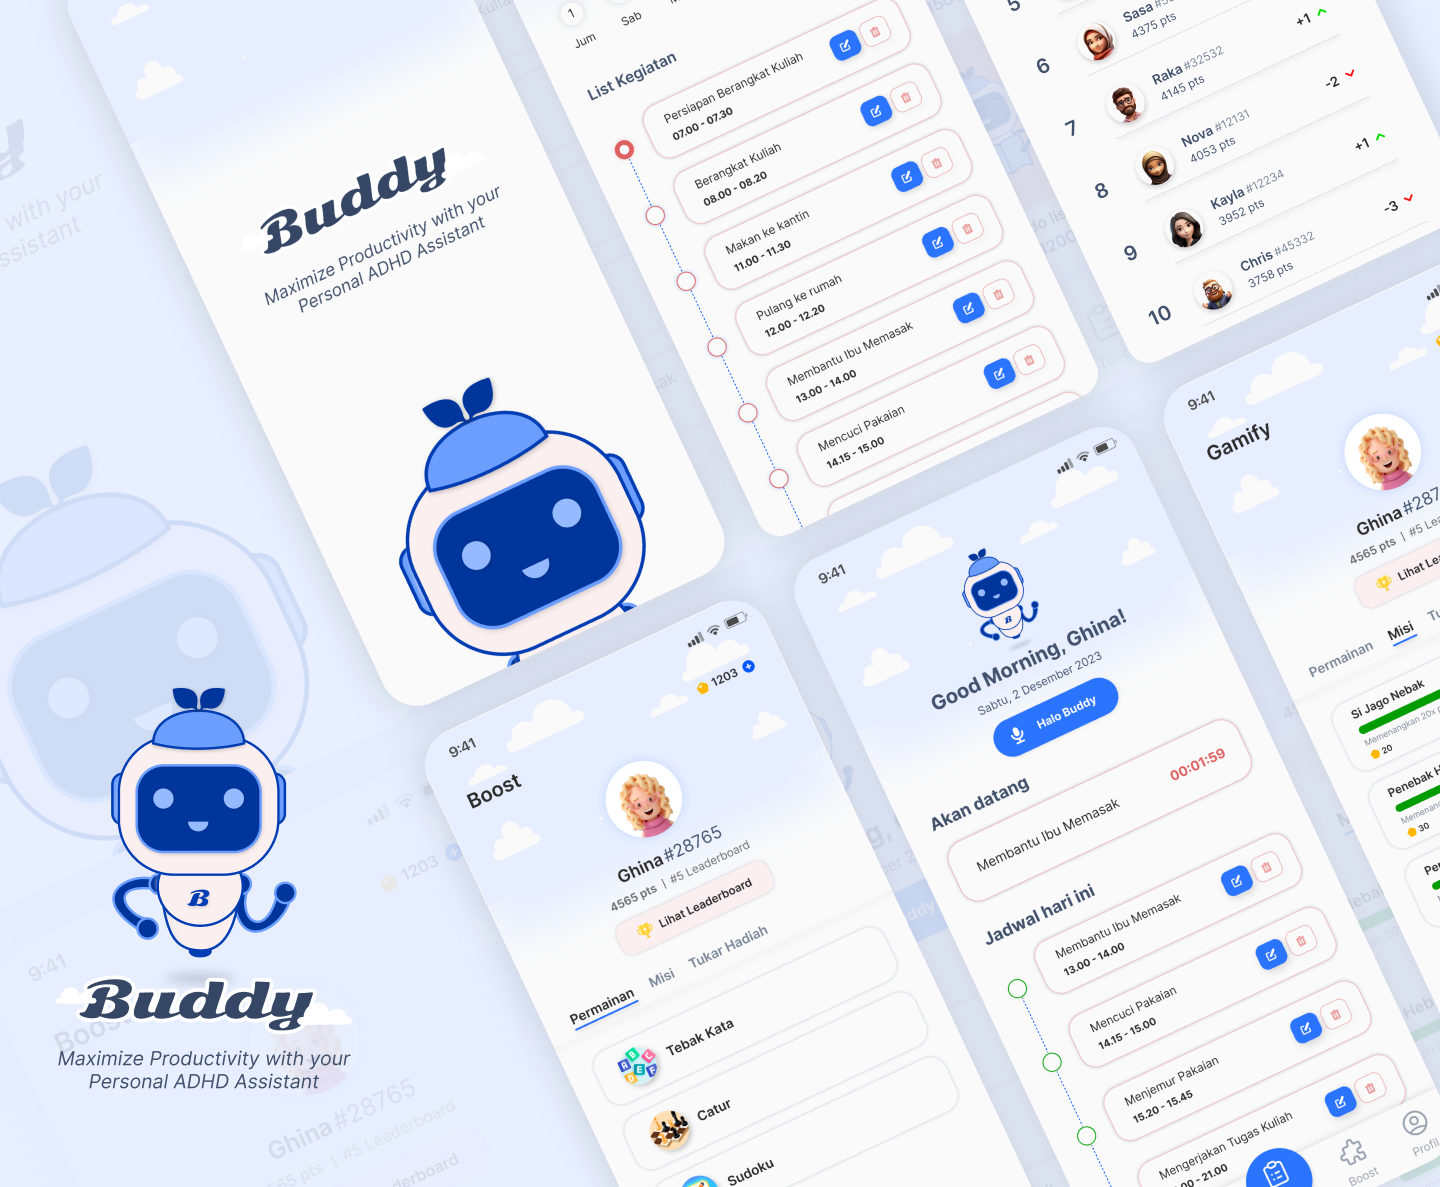 Buddy
Maximize Productivity with your
Personal ADHD Assistant
1
Jum
Sab
List Kegiatan
Persiapan Berangkat Kuliah
07.00 - 07.30
Berangkat Kuliah
08.00 - 08.20
Makan ke kantin
11.00 - 11.30
Pulang ke rumah
12.00 - 12.20
Membantu Ibu Memasak
13.00 - 14.00
Mencuci Pakaian
14.15 - 15.00
5
6
Sasa
4375 pts
7
Raka #32532
4145 pts
+1
8
Nova #12131
4053 pts
-2
9
Kayla #12234
3952 pts
+1
10
Chris #45332
3758 pts
-3
with your
B
Buddy
Maximize Productivity with your
Personal ADHD Assistant
9:41
1203
Boost
Ghina#28765
9:41
1203
Boost
Ghina#28765
4565 pts | #5 Leaderboard
Lihat Leaderboard
Permainan
Misi
Tukar Hadiah
A B C D E F
Tebak Kata
Catur
Sudoku
9:41
B
Good Morning, Ghina!
Sabtu, 2 Desember 2023
Halo Buddy
Akan datang
Membantu Ibu Memasak
00:01:59
Jadwal hari ini
Membantu Ibu Memasak
13.00 - 14.00
Mencuci Pakaian
14.15 - 15.00
Menjemur Pakaian
15.20 - 15.45
Mengerjakan Tugas Kuliah
- 21.00
Boost
Profil
9:41
Gamify
Ghina
4565 pts | #5
Lihat
Permainan
Misi
Si Jago Nebak
Memenangkan 20x
20
Penebak
30